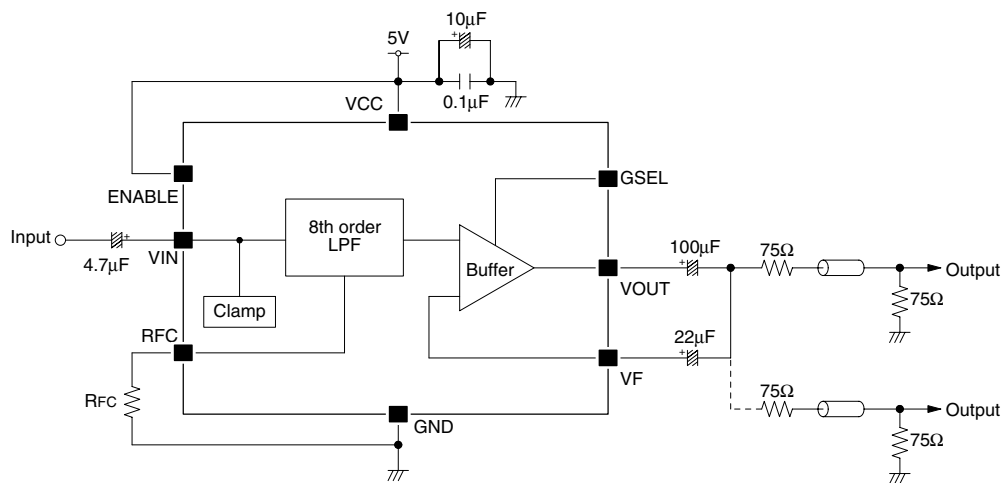 10μF
5V
0.1μF
VCC
ENABLE
GSEL
Input
4.7μF
VIN
8th order
LPF
Buffer
Clamp
100μF
VOUT
75Ω
Output
75Ω
RFC
22μF
VF
RFC
GND
75Ω
Output
75Ω